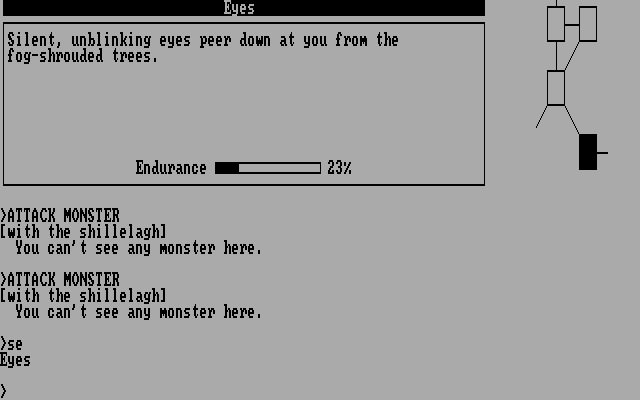 Eyes
Silent, unblinking eyes peer down at you from the
fog-shrouded trees.
Endurance 23%
>ATTACK MONSTER
[with the shillelagh]
You can't see any monster here.
>ATTACK MONSTER
[with the shillelagh]
You can't see any monster here.
>se
Eyes
>